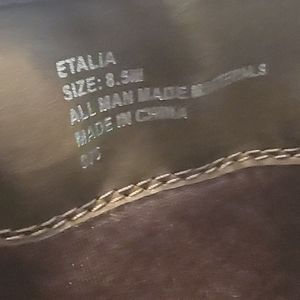 ETALIA
SIZE: 8.5M
ALL MAN MADE MATERIALS
MADE IN CHINA